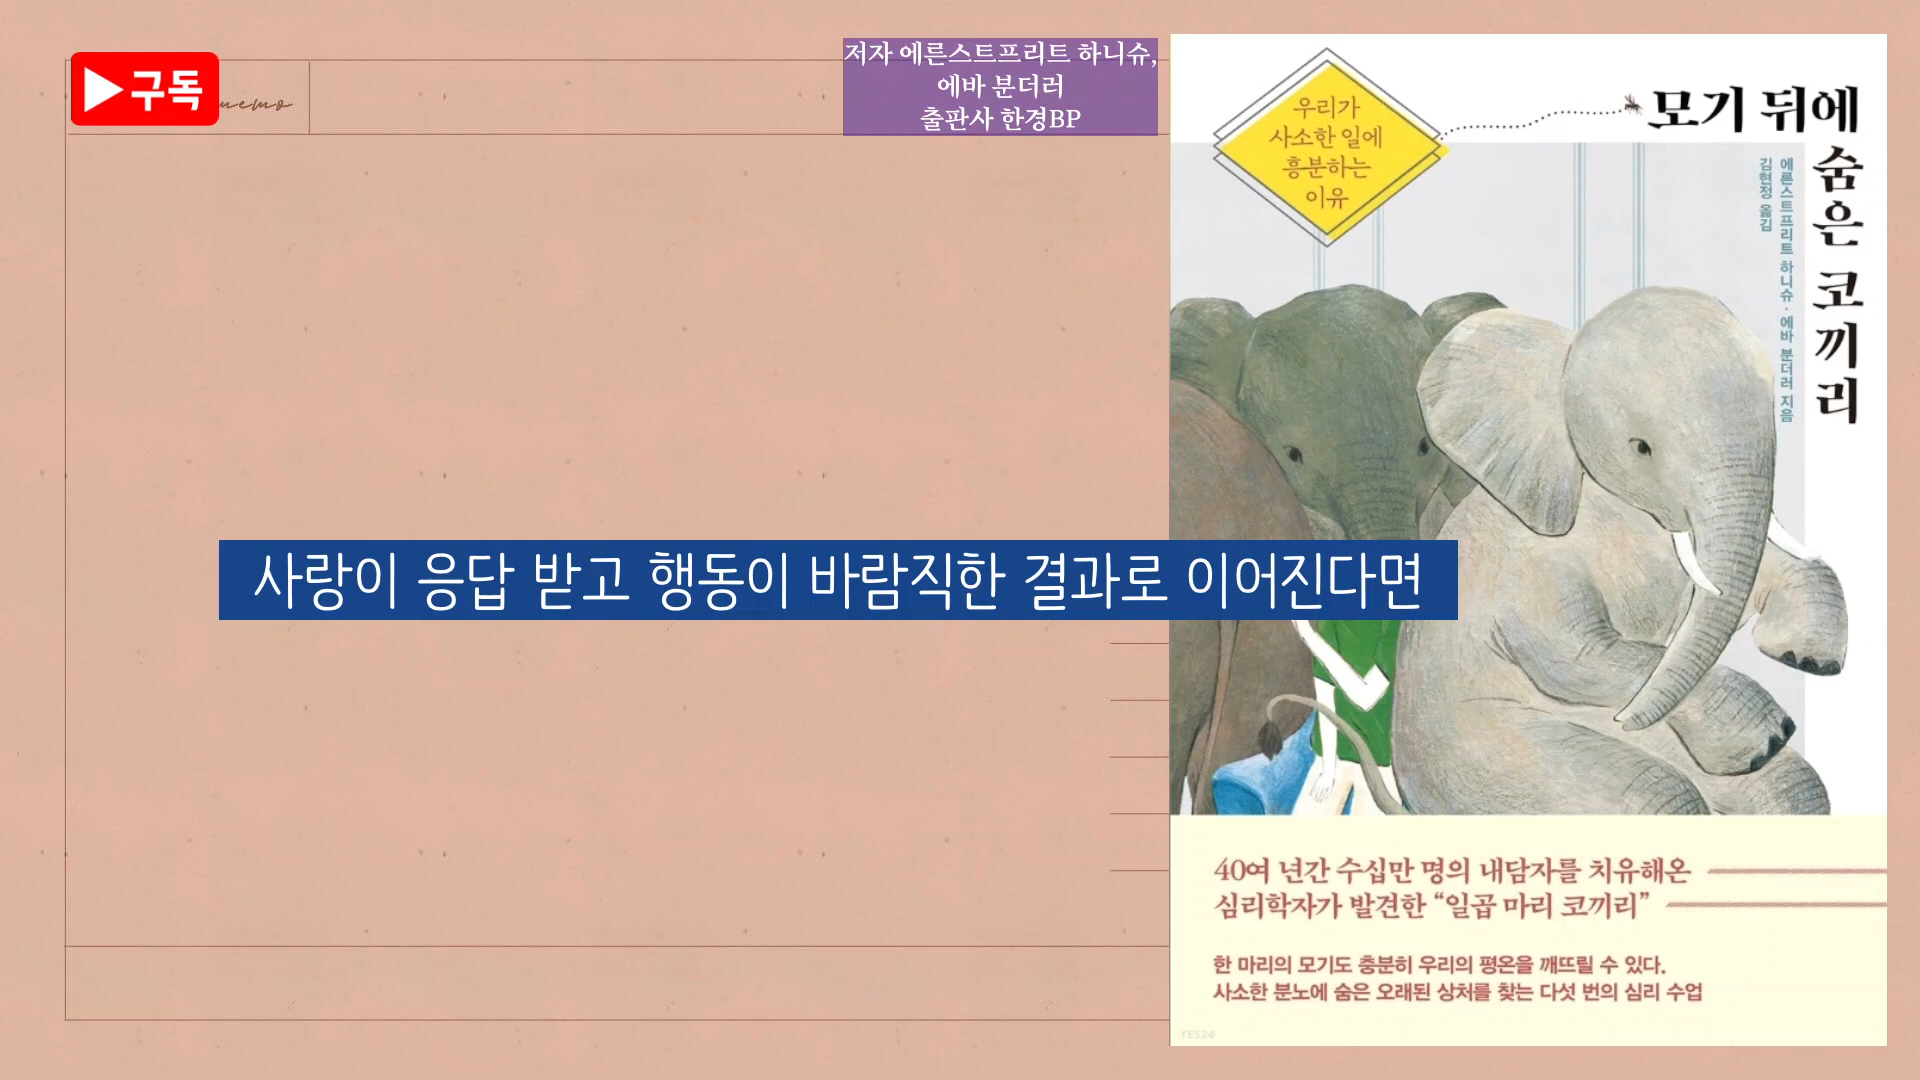 구독
memo
저자 에른스트프리트 하니슈,
에바 분더러
출판사 한경BP
우리가
사소한 일에
흥분하는
이유
모기 뒤에
숨은 코끼리
에른스트프리트 하니슈 · 에바 분더러 지음
김현정 옮김
사랑이 응답 받고 행동이 바람직한 결과로 이어진다면
40여 년간 수십만 명의 내담자를 치유해온
심리학자가 발견한 “일곱 마리 코끼리”
한 마리의 모기도 충분히 우리의 평온을 깨뜨릴 수 있다.
사소한 분노에 숨은 오래된 상처를 찾는 다섯 번의 심리 수업
YES24